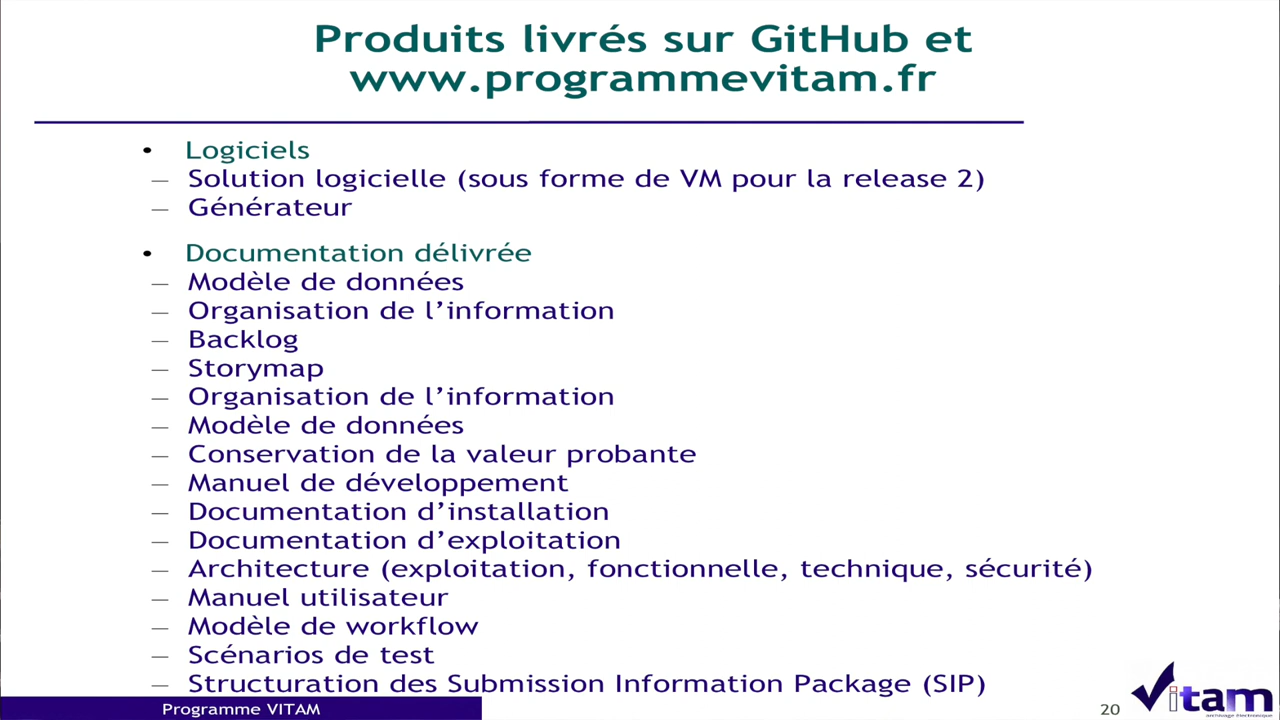 Produits livrés sur GitHub et
www.programmevitam.fr
• Logiciels
— Solution logicielle (sous forme de VM pour la release 2)
— Générateur
• Documentation délivrée
— Modèle de données
— Organisation de l’information
— Backlog
— Storymap
— Organisation de l’information
— Modèle de données
— Conservation de la valeur probante
— Manuel de développement
— Documentation d’installation
— Documentation d’exploitation
— Architecture (exploitation, fonctionnelle, technique, sécurité)
— Manuel utilisateur
— Modèle de workflow
— Scénarios de test
— Structuration des Submission Information Package (SIP)
Programme VITAM
20
Vitam
archivage électronique